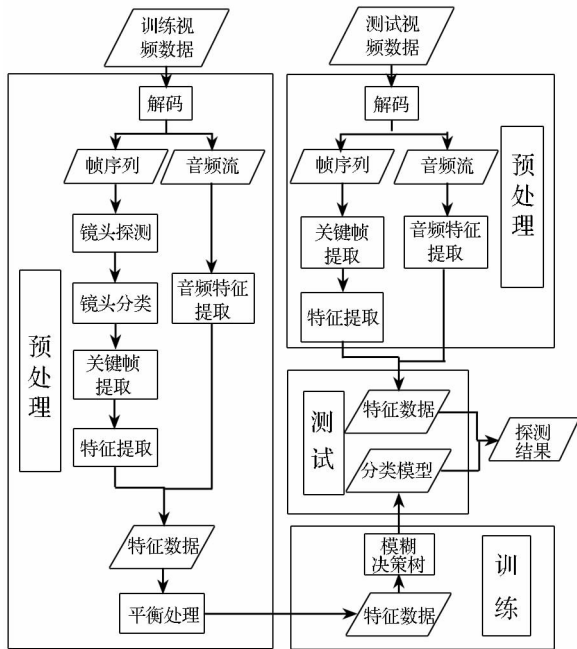 训练视
频数据
解码
帧序列
音频流
镜头探测
镜头分类
音频特征
提取
关键帧
提取
特征提取
预处理
特征数据
平衡处理
测试视
频数据
解码
帧序列
音频流
预处理
关键帧
提取
音频特征
提取
特征提取
测试
特征数据
分类模型
探测
结果
模糊
决策树
特征数据
训练